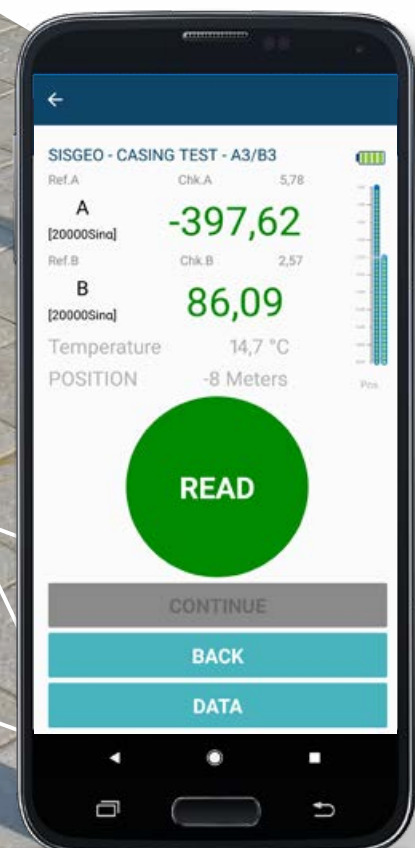 SISGEO - CASING TEST - A3/B3
Ref.A Chk.A 5,78
A -397,62
[20000Sinα]
Ref.B Chk.B 2,57
B 86,09
[20000Sinα]
Temperature 14,7 °C
POSITION -8 Meters
Pos.
READ
CONTINUE
BACK
DATA